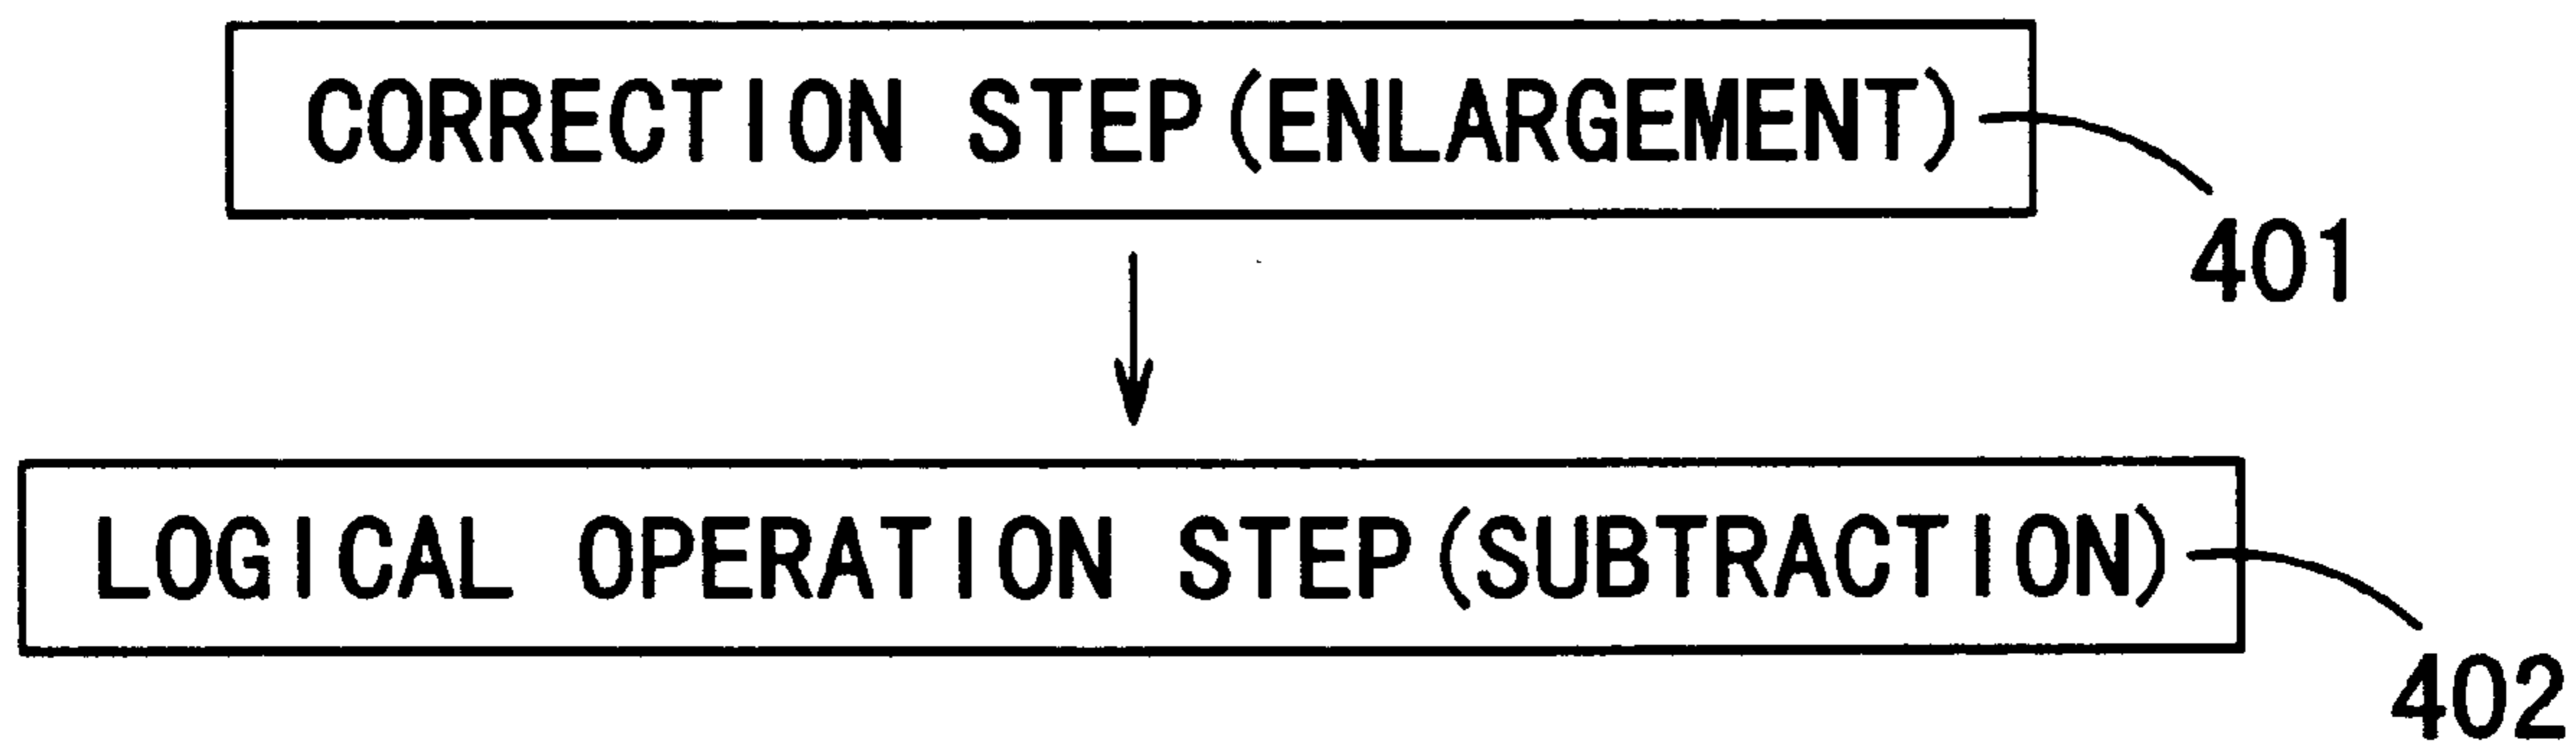 CORRECTION STEP(ENLARGEMENT)
401
LOGICAL OPERATION STEP(SUBTRACTION)
402